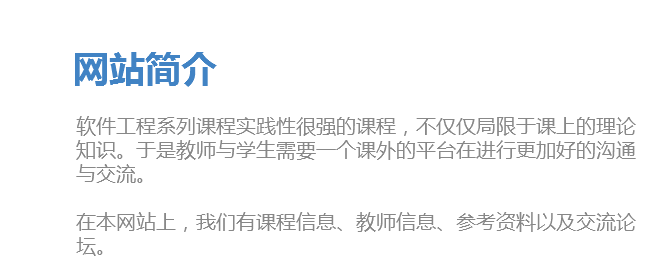 网站简介
软件工程系列课程实践性很强的课程，不仅仅局限于课上的理论
知识。于是教师与学生需要一个课外的平台在进行更加好的沟通
与交流。
在本网站上，我们有课程信息、教师信息、参考资料以及交流论
坛。